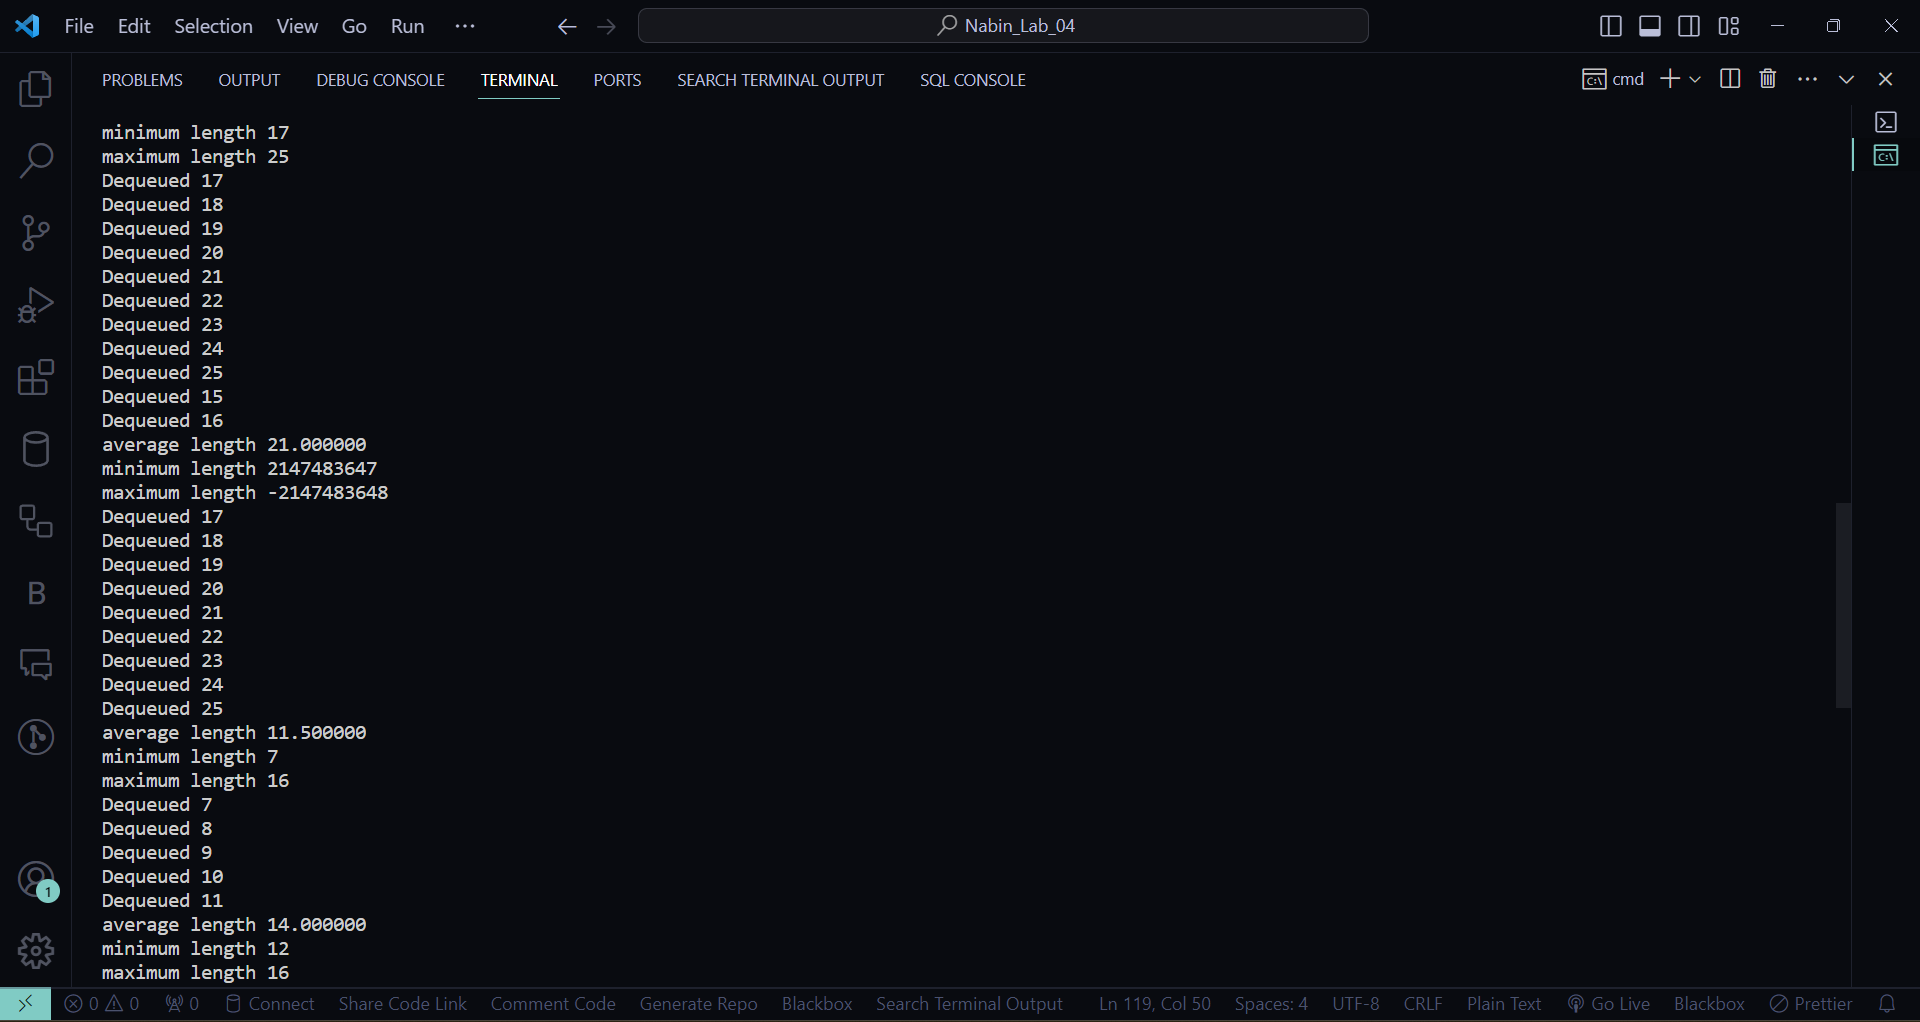 File Edit Selection View Go Run ··· Nabin_Lab_04
PROBLEMS OUTPUT DEBUG CONSOLE TERMINAL PORTS SEARCH TERMINAL OUTPUT SQL CONSOLE cmd
minimum length 17
maximum length 25
Dequeued 17
Dequeued 18
Dequeued 19
Dequeued 20
Dequeued 21
Dequeued 22
Dequeued 23
Dequeued 24
Dequeued 25
Dequeued 15
Dequeued 16
average length 21.000000
minimum length 2147483647
maximum length -2147483648
Dequeued 17
Dequeued 18
Dequeued 19
Dequeued 20
Dequeued 21
Dequeued 22
Dequeued 23
Dequeued 24
Dequeued 25
average length 11.500000
minimum length 7
maximum length 16
Dequeued 7
Dequeued 8
Dequeued 9
Dequeued 10
Dequeued 11
average length 14.000000
minimum length 12
maximum length 16
B
1
0 0 0 Connect Share Code Link Comment Code Generate Repo Blackbox Search Terminal Output Ln 119, Col 50 Spaces: 4 UTF-8 CRLF Plain Text Go Live Blackbox Prettier